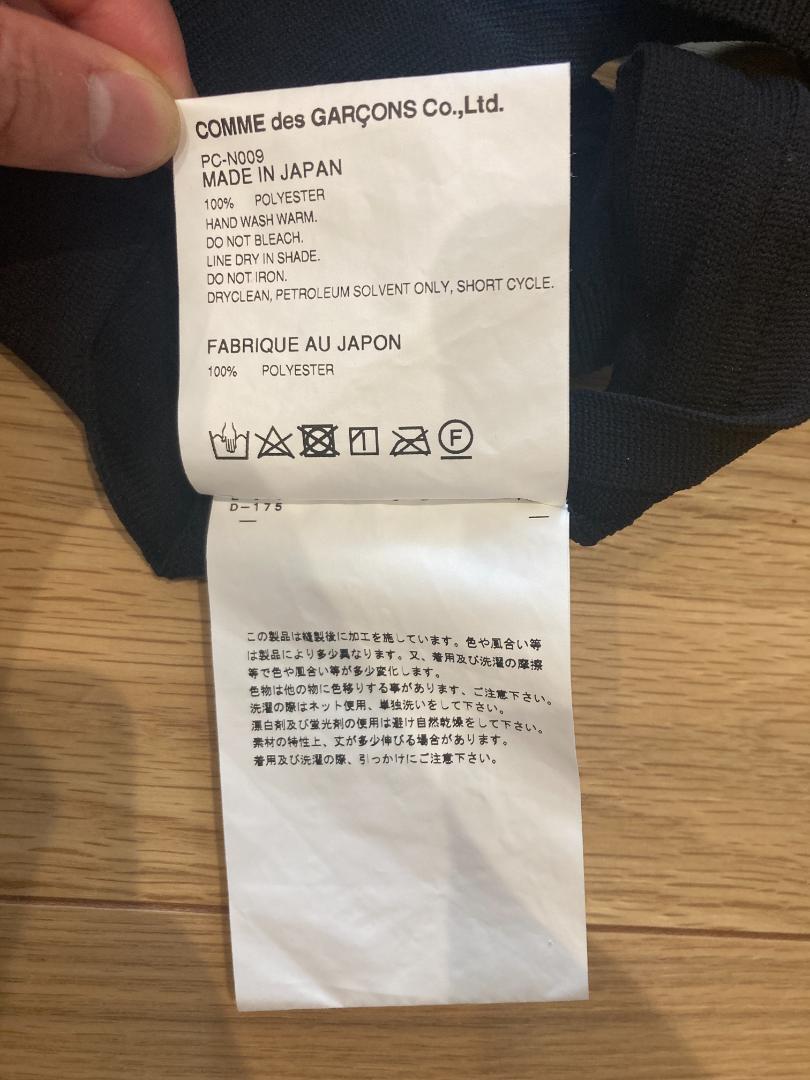 COMME des GARÇONS Co.,Ltd.
PC-N009
MADE IN JAPAN
100% POLYESTER
HAND WASH WARM.
DO NOT BLEACH.
LINE DRY IN SHADE.
DO NOT IRON.
DRYCLEAN, PETROLEUM SOLVENT ONLY, SHORT CYCLE.
FABRIQUE AU JAPON
100% POLYESTER
F
D-175
この製品は縫製後に加工を施しています。色や風合い等
は製品により多少異なります。又、着用及び洗濯の摩擦
等で色や風合い等が多少変化します。
色物は他の物に色移りする事があります、ご注意下さい。
洗濯の際はネット使用、単独洗いをして下さい。
漂白剤及び蛍光剤の使用は避け自然乾燥をして下さい。
素材の特性上、丈が多少伸びる場合があります。
着用及び洗濯の際、引っかけにご注意下さい。